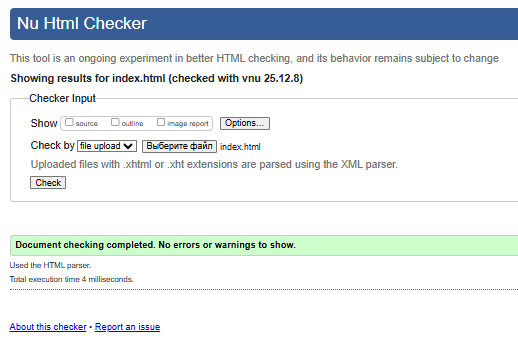 Nu Html Checker
This tool is an ongoing experiment in better HTML checking, and its behavior remains subject to change
Showing results for index.html (checked with vnu 25.12.8)
Checker Input
Show source outline image report Options...
Check by file upload Выберите файл index.html
Uploaded files with .xhtml or .xht extensions are parsed using the XML parser.
Check
Document checking completed. No errors or warnings to show.
Used the HTML parser.
Total execution time 4 milliseconds.
About this checker • Report an issue